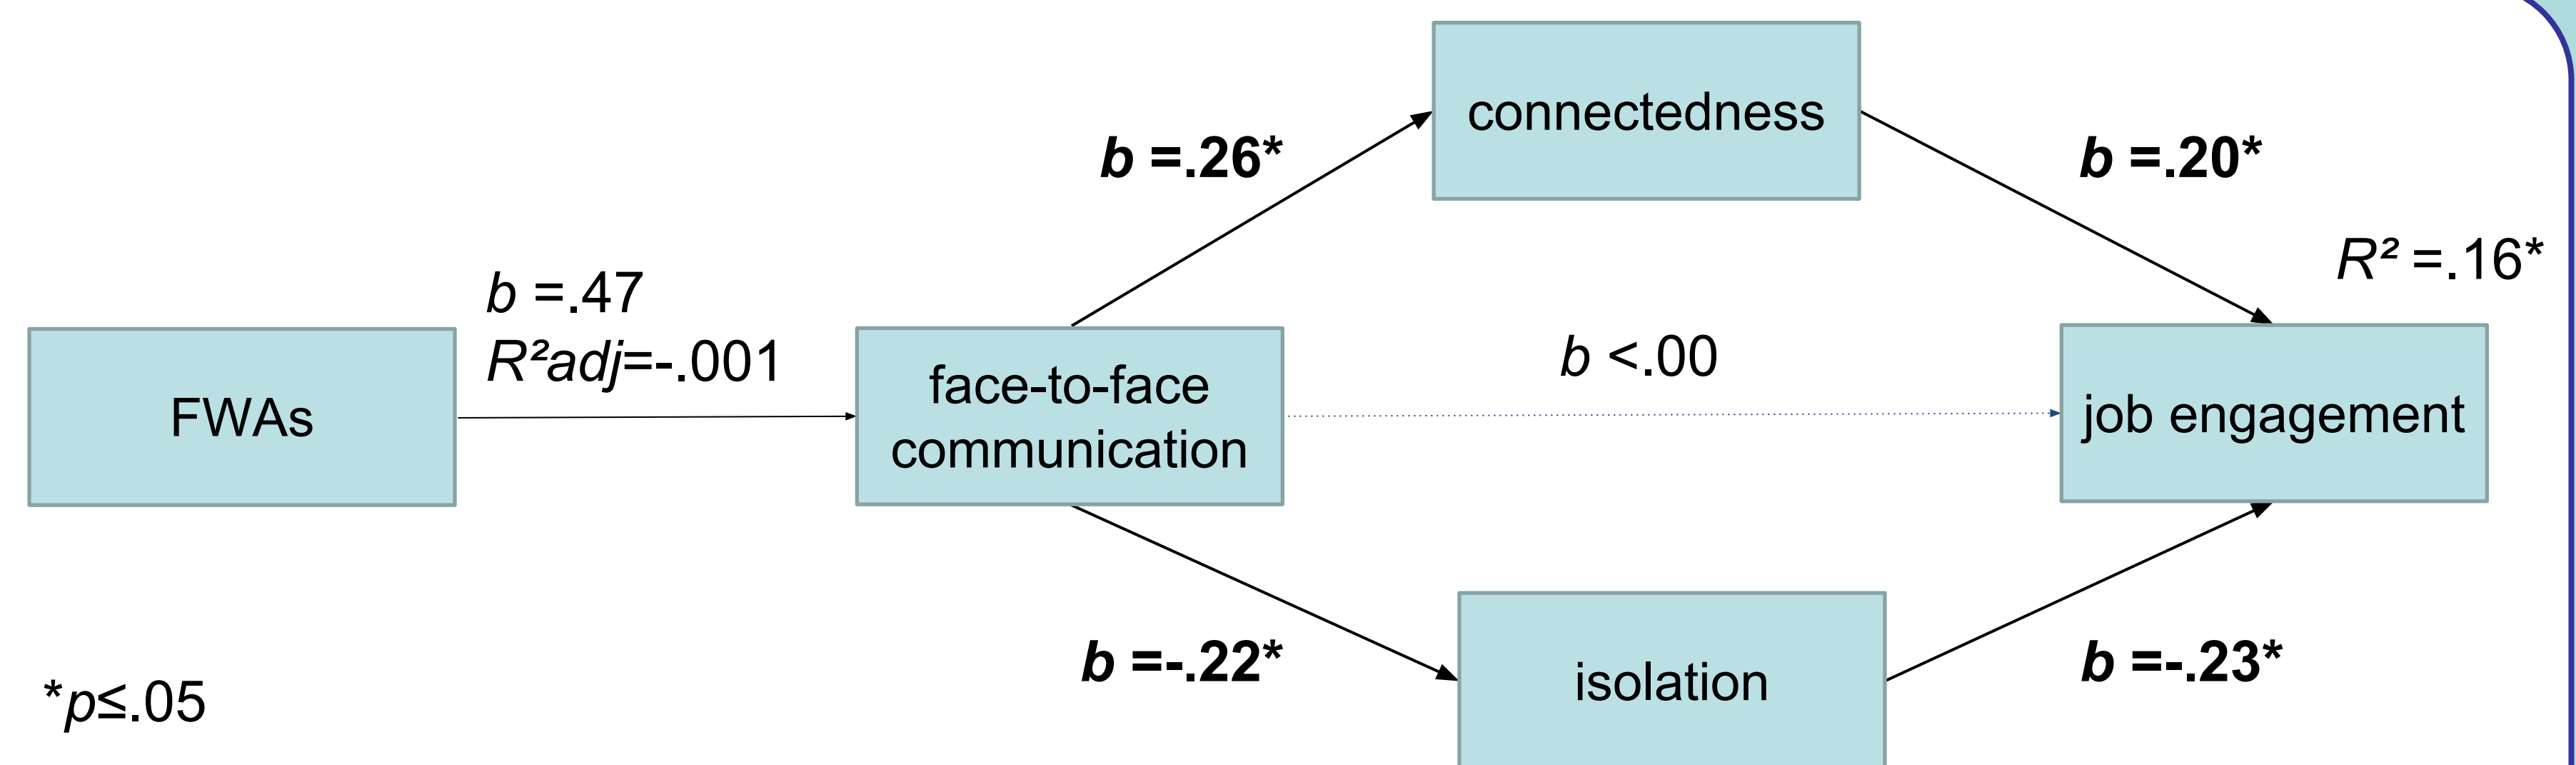 connectedness
b =.26*
b =.20*
R² =.16*
b =.47
R²adj=-.001
b <.00
FWAs
face-to-face
communication
job engagement
b =-.22*
isolation
b =-.23*
*p≤.05